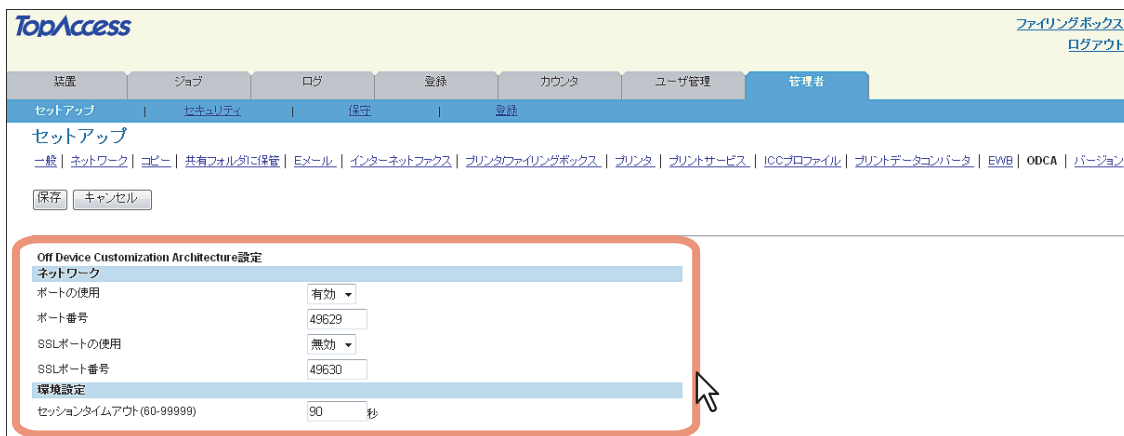 TopAccess
ファイリングボックス
ログアウト
装置 ジョブ ログ 登録 カウンタ ユーザ管理 管理者
セットアップ | セキュリティ | 保守 | 登録
セットアップ
一般 | ネットワーク | コピー | 共有フォルダに保管 | Eメール | インターネットファクス | プリンタ/ファイリングボックス | プリンタ | プリントサービス | ICCプロファイル | プリントデータコンバータ | EWB | ODCA | バージョン
保存 キャンセル
Off Device Customization Architecture設定
ネットワーク
ポートの使用 有効
ポート番号 49629
SSLポートの使用 無効
SSLポート番号 49630
環境設定
セッションタイムアウト(60-99999) 90 秒